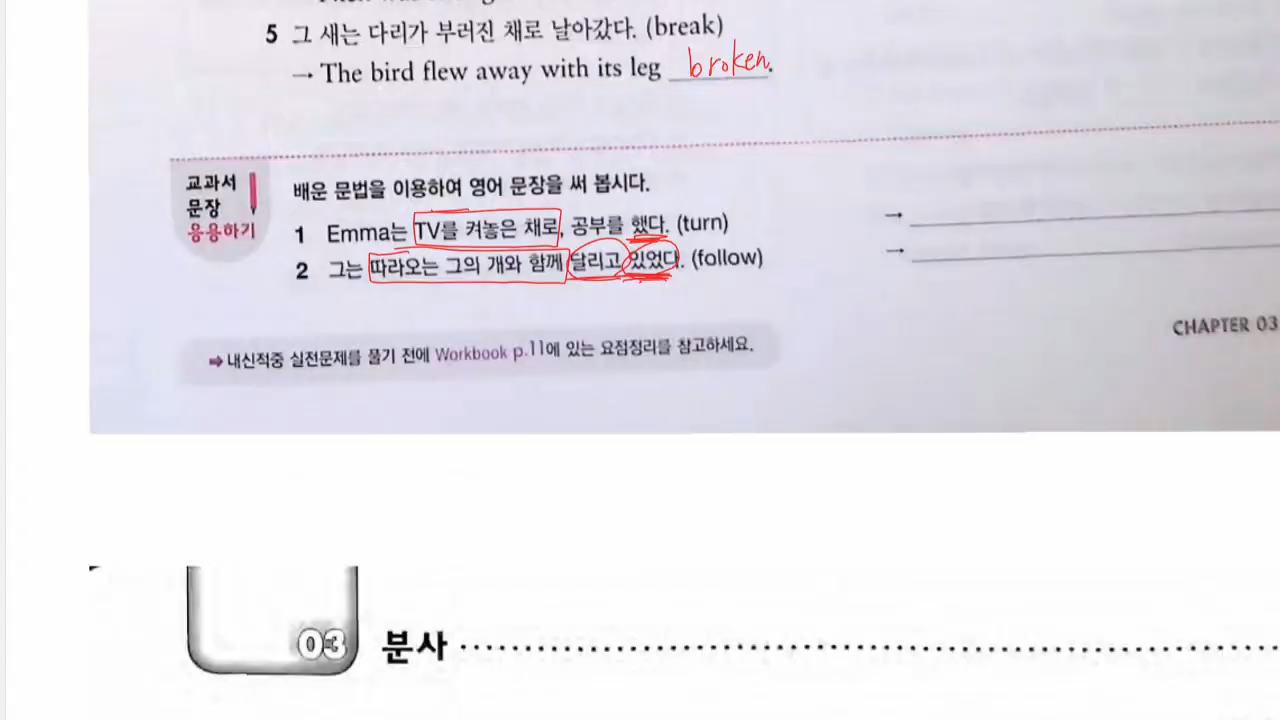 5 그 새는 다리가 부러진 채로 날아갔다. (break)
→ The bird flew away with its leg broken.
교과서
문장
응용하기
배운 문법을 이용하여 영어 문장을 써 봅시다.
1 Emma는 TV를 켜놓은 채로, 공부를 했다. (turn) →
2 그는 따라오는 그의 개와 함께 달리고 있었다. (follow) →
CHAPTER 03
⇒ 내신적중 실전문제를 풀기 전에 Workbook p.11에 있는 요점정리를 참고하세요.
03 분사